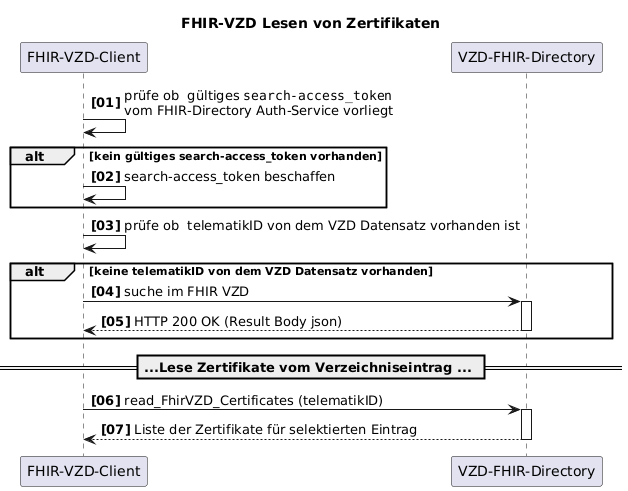 FHIR-VZD Lesen von Zertifikaten
FHIR-VZD-Client
VZD-FHIR-Directory
[01] prüfe ob gültiges search-access_token
vom FHIR-Directory Auth-Service vorliegt
alt [kein gültiges search-access_token vorhanden]
[02] search-access_token beschaffen
[03] prüfe ob telematikID von dem VZD Datensatz vorhanden ist
alt [keine telematikID von dem VZD Datensatz vorhanden]
[04] suche im FHIR VZD
[05] HTTP 200 OK (Result Body json)
...Lese Zertifikate vom Verzeichniseintrag ...
[06] read_FhirVZD_Certificates (telematikID)
[07] Liste der Zertifikate für selektierten Eintrag
FHIR-VZD-Client
VZD-FHIR-Directory